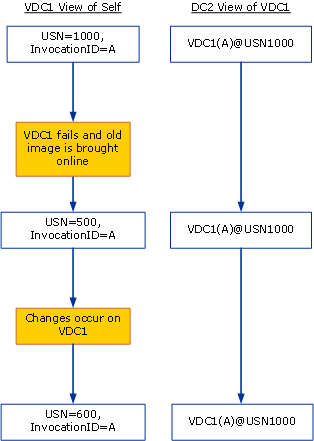 VDC1 View of Self
DC2 View of VDC1
USN=1000,
InvocationID=A
VDC1(A)@USN1000
VDC1 fails and old
image is brought
online
USN=500,
InvocationID=A
VDC1(A)@USN1000
Changes occur on
VDC1
USN=600,
InvocationID=A
VDC1(A)@USN1000